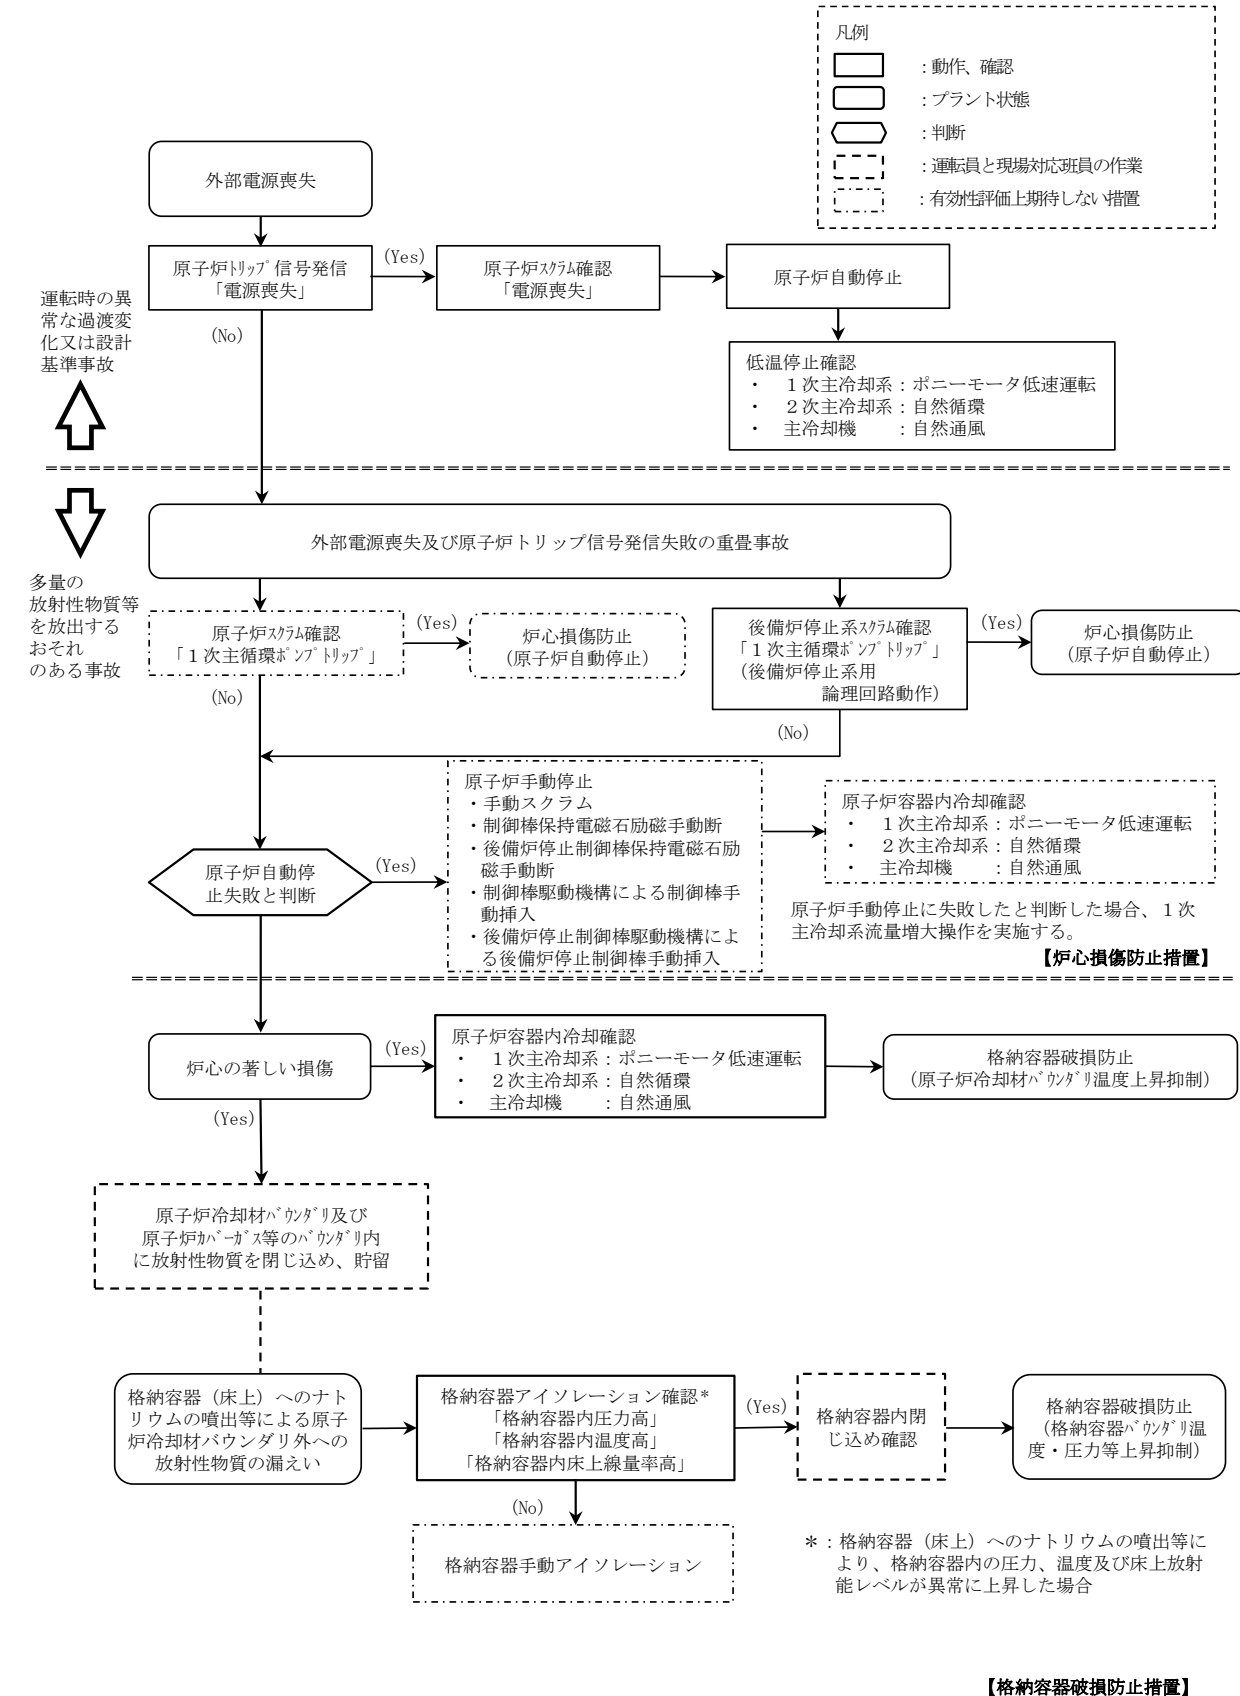 凡例
：動作、確認
：プラント状態
：判断
：運転員と現場対応班員の作業
：有効性評価上期待しない措置
外部電源喪失
原子炉ﾄﾘｯﾌﾟ信号発信
「電源喪失」
(Yes)
原子炉ｽｸﾗﾑ確認
「電源喪失」
原子炉自動停止
(No)
運転時の異
常な過渡変
化又は設計
基準事故
低温停止確認
・　１次主冷却系：ポニーモータ低速運転
・　２次主冷却系：自然循環
・　主冷却機　　：自然通風
外部電源喪失及び原子炉トリップ信号発信失敗の重畳事故
多量の
放射性物質等
を放出する
おそれ
のある事故
原子炉ｽｸﾗﾑ確認
「１次主循環ﾎﾟﾝﾌﾟﾄﾘｯﾌﾟ」
(Yes)
炉心損傷防止
（原子炉自動停止）
後備炉停止系ｽｸﾗﾑ確認
「１次主循環ﾎﾟﾝﾌﾟﾄﾘｯﾌﾟ」
（後備炉停止系用
論理回路動作）
(Yes)
炉心損傷防止
（原子炉自動停止）
(No)
(No)
原子炉自動停
止失敗と判断
(Yes)
原子炉手動停止
・手動スクラム
・制御棒保持電磁石励磁手動断
・後備炉停止制御棒保持電磁石励
磁手動断
・制御棒駆動機構による制御棒手
動挿入
・後備炉停止制御棒駆動機構によ
る後備炉停止制御棒手動挿入
原子炉容器内冷却確認
・　１次主冷却系：ポニーモータ低速運転
・　２次主冷却系：自然循環
・　主冷却機　　：自然通風
原子炉手動停止に失敗したと判断した場合、１次
主冷却系流量増大操作を実施する。
【炉心損傷防止措置】
炉心の著しい損傷
(Yes)
原子炉容器内冷却確認
・　１次主冷却系：ポニーモータ低速運転
・　２次主冷却系：自然循環
・　主冷却機　　：自然通風
格納容器破損防止
（原子炉冷却材ﾊﾞｳﾝﾀﾞﾘ温度上昇抑制）
(Yes)
原子炉冷却材ﾊﾞｳﾝﾀﾞﾘ及び
原子炉ｶﾊﾞｰｶﾞｽ等のﾊﾞｳﾝﾀﾞﾘ内
に放射性物質を閉じ込め、貯留
格納容器（床上）へのナト
リウムの噴出等による原子
炉冷却材バウンダリ外への
放射性物質の漏えい
格納容器アイソレーション確認*
「格納容器内圧力高」
「格納容器内温度高」
「格納容器内床上線量率高」
(Yes)
格納容器内閉
じ込め確認
格納容器破損防止
（格納容器ﾊﾞｳﾝﾀﾞﾘ温
度・圧力等上昇抑制）
(No)
格納容器手動アイソレーション
＊：格納容器（床上）へのナトリウムの噴出等に
より、格納容器内の圧力、温度及び床上放射
能レベルが異常に上昇した場合
【格納容器破損防止措置】